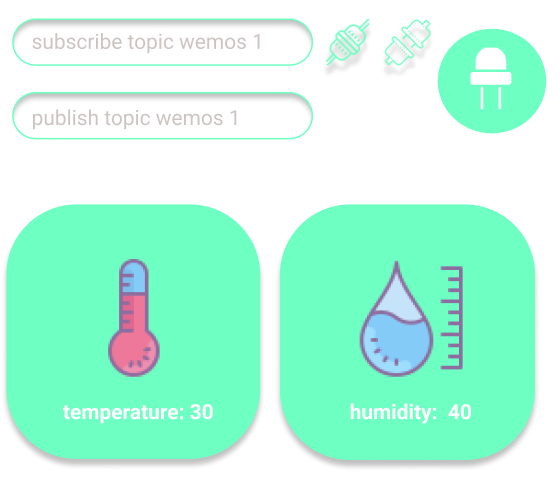 subscribe topic wemos 1
publish topic wemos 1
temperature: 30
humidity: 40